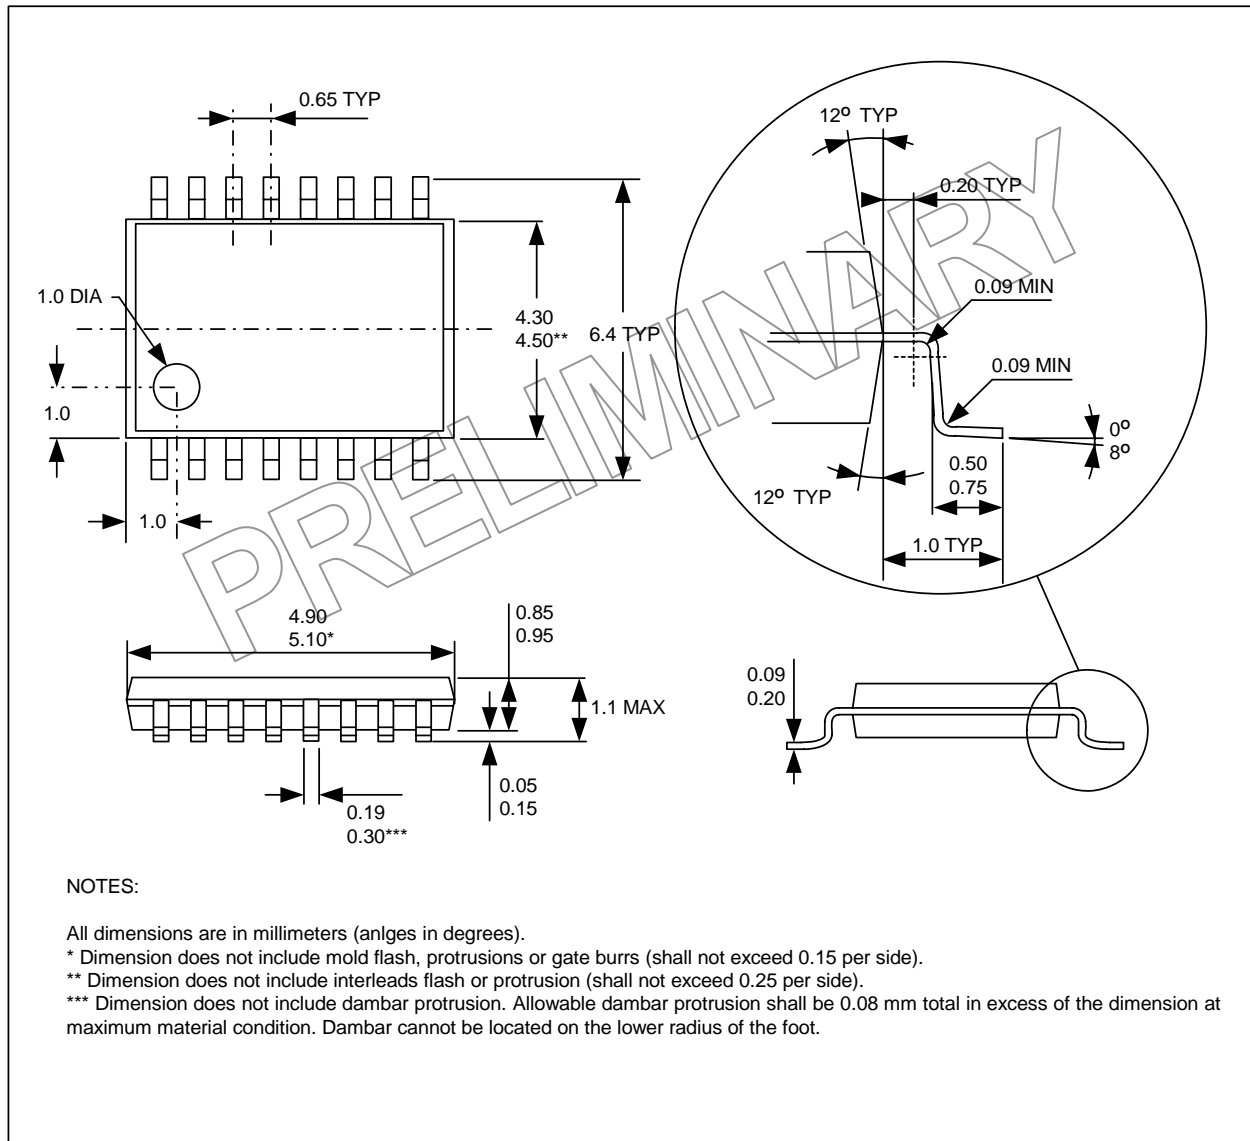 0.65 TYP
1.0 DIA
4.30
4.50**
6.4 TYP
1.0
1.0
12º TYP
0.20 TYP
0.09 MIN
0.09 MIN
0º
8º
0.50
0.75
12º TYP
1.0 TYP
PRELIMINARY
4.90
5.10*
0.85
0.95
1.1 MAX
0.05
0.15
0.19
0.30***
0.09
0.20
NOTES:
All dimensions are in millimeters (anlges in degrees).
* Dimension does not include mold flash, protrusions or gate burrs (shall not exceed 0.15 per side).
** Dimension does not include interleads flash or protrusion (shall not exceed 0.25 per side).
*** Dimension does not include dambar protrusion. Allowable dambar protrusion shall be 0.08 mm total in excess of the dimension at
maximum material condition. Dambar cannot be located on the lower radius of the foot.